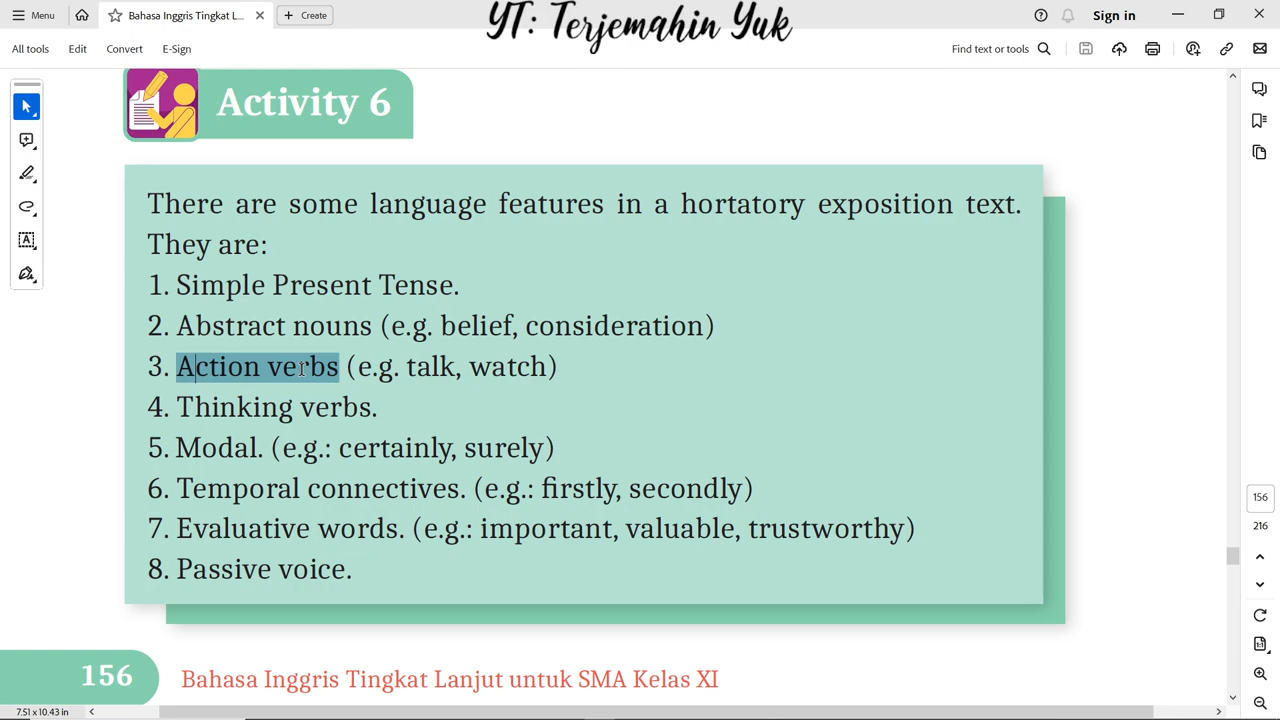 Menu
Bahasa Inggris Tingkat L...
Create
YT: Terjemahin Yuk
Sign in
All tools
Edit
Convert
E-Sign
Find text or tools
Activity 6
There are some language features in a hortatory exposition text.
They are:
1. Simple Present Tense.
2. Abstract nouns (e.g. belief, consideration)
3. Action verbs (e.g. talk, watch)
4. Thinking verbs.
5. Modal. (e.g.: certainly, surely)
6. Temporal connectives. (e.g.: firstly, secondly)
7. Evaluative words. (e.g.: important, valuable, trustworthy)
8. Passive voice.
156
216
156 Bahasa Inggris Tingkat Lanjut untuk SMA Kelas XI
7.51 x 10.43 in